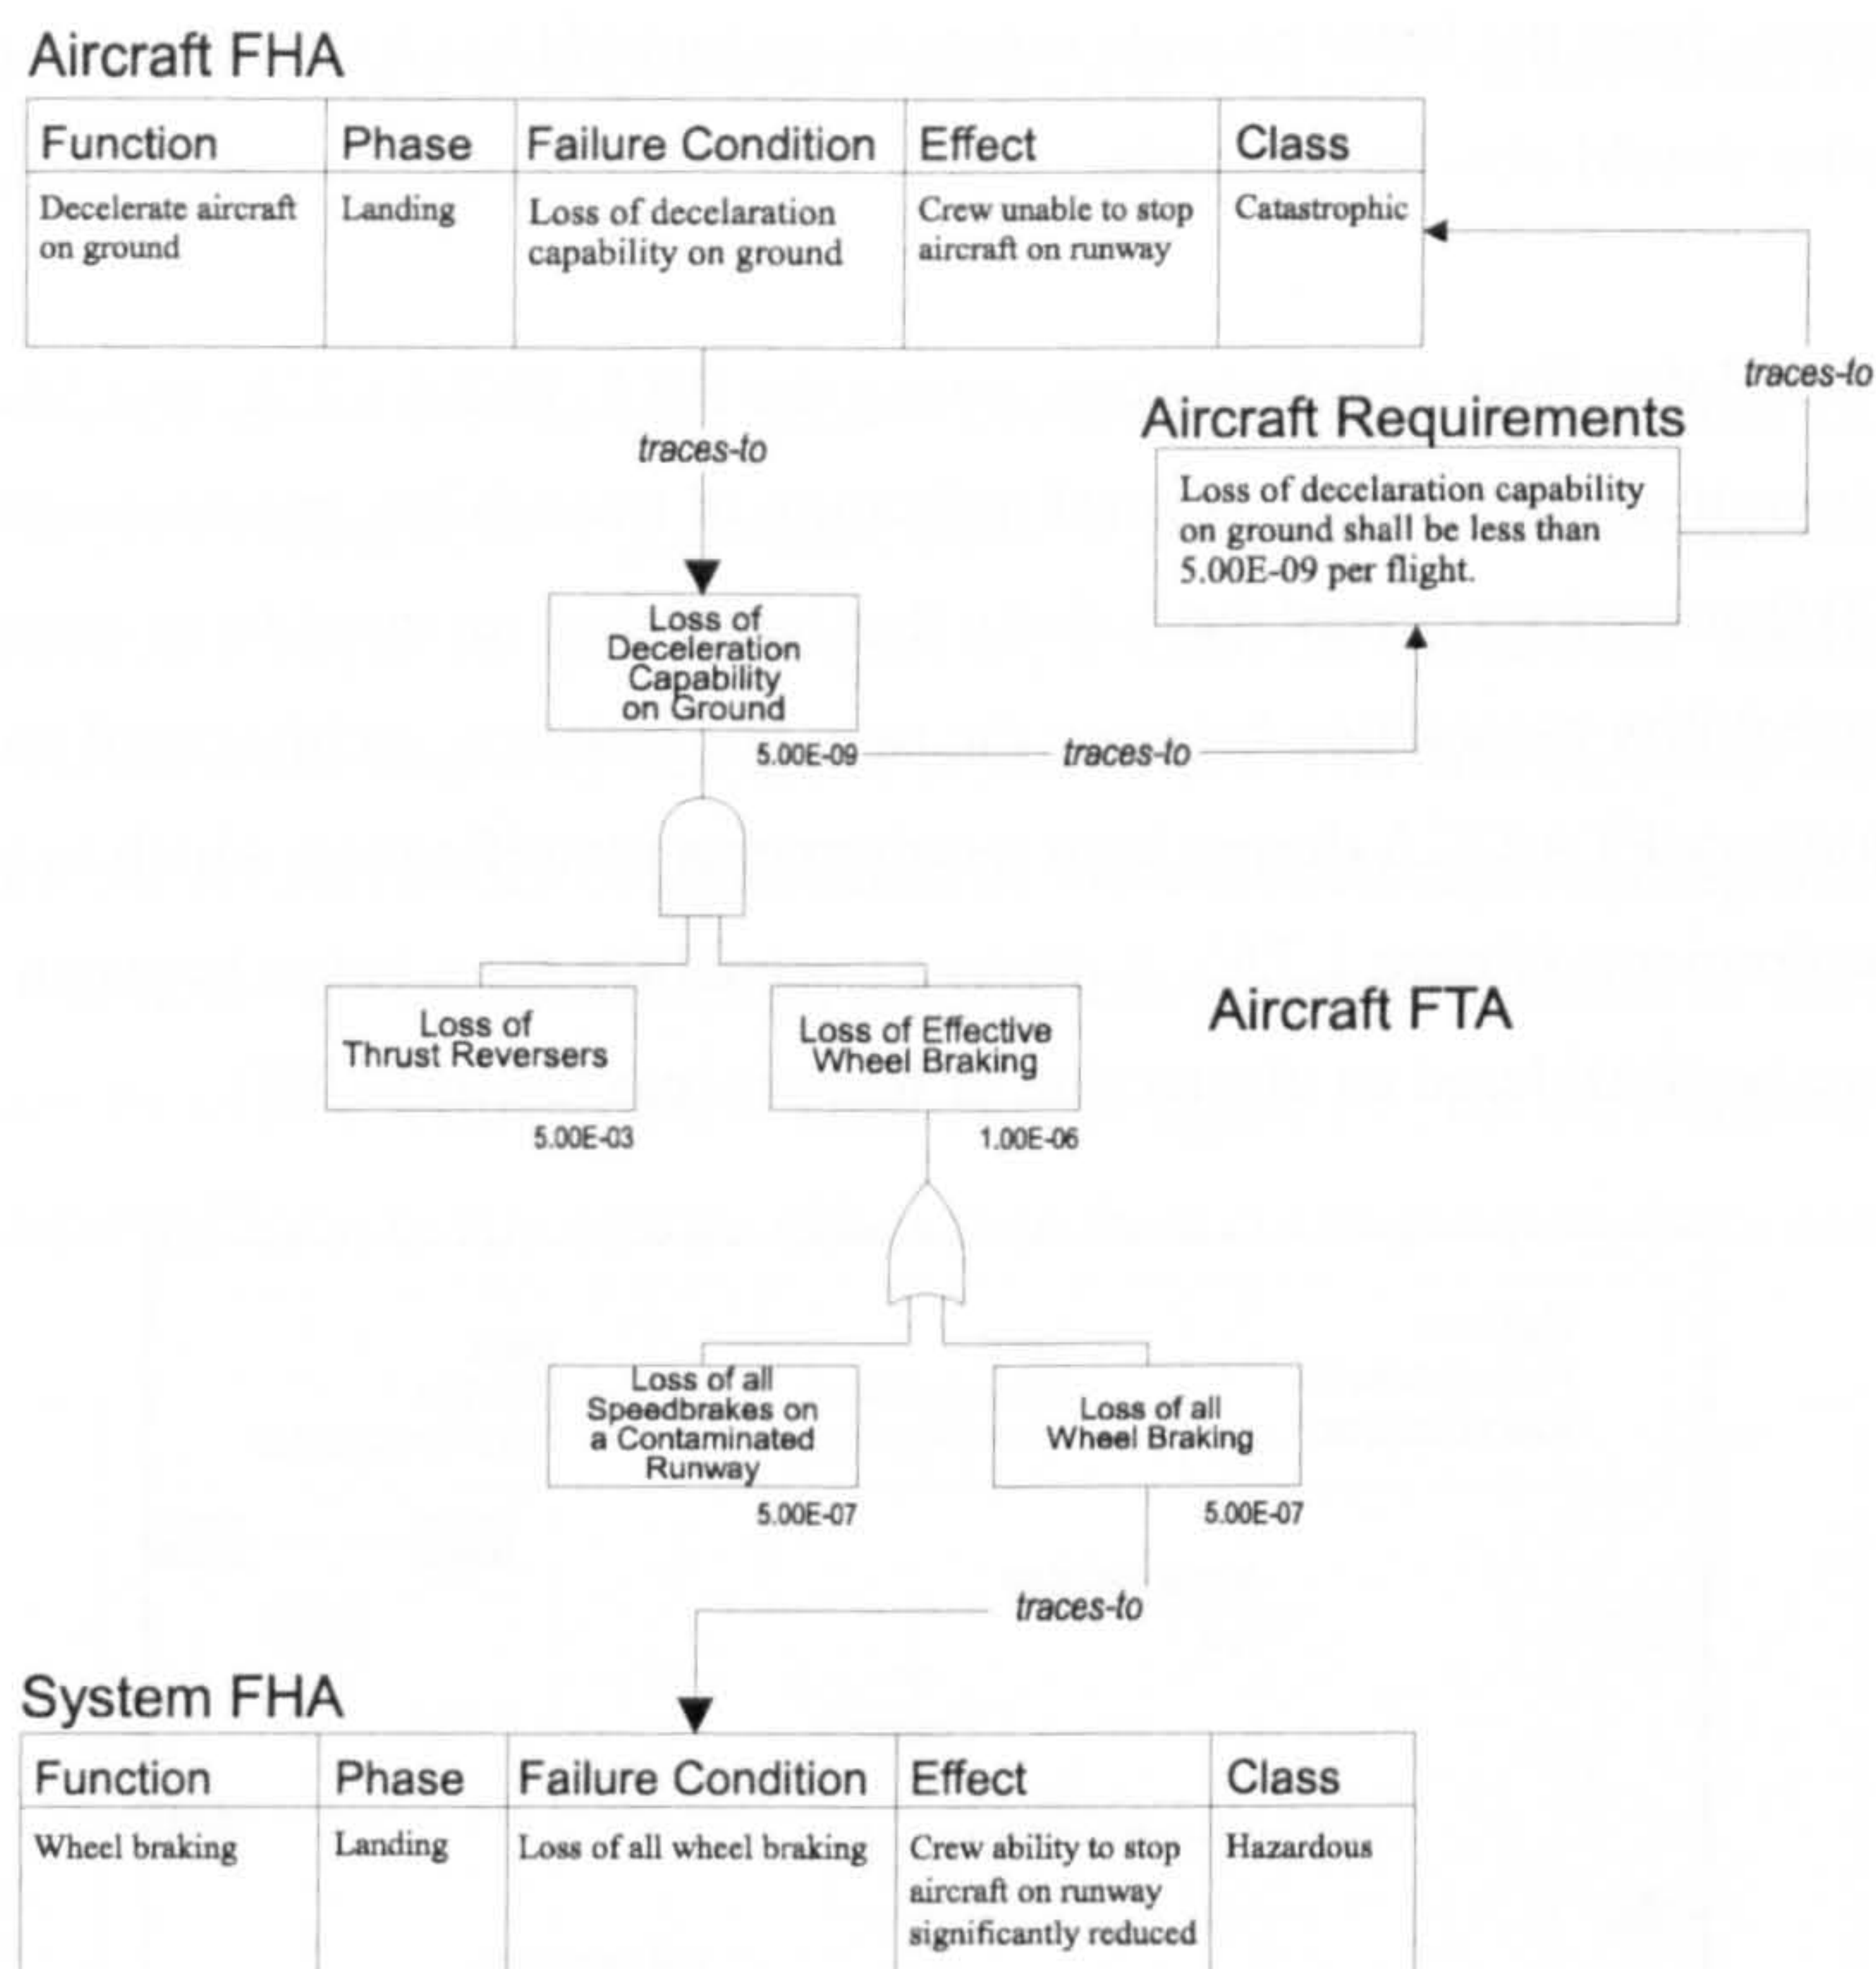 Aircraft FHA
Function Phase Failure Condition Effect Class
Decelerate aircraft Landing Loss of decelaration Crew unable to stop Catastrophic
on ground capability on ground aircraft on runway
traces-to
Aircraft Requirements
Loss of decelaration capability
on ground shall be less than
5.00E-09 per flight.
traces-to
Loss of
Deceleration
Capability
on Ground
5.00E-09
traces-to
Loss of
Thrust Reversers
5.00E-03
Loss of Effective
Wheel Braking
1.00E-06
Aircraft FTA
Loss of all
Speedbrakes on
a Contaminated
Runway
5.00E-07
Loss of all
Wheel Braking
5.00E-07
traces-to
System FHA
Function Phase Failure Condition Effect Class
Wheel braking Landing Loss of all wheel braking Crew ability to stop Hazardous
aircraft on runway
significantly reduced